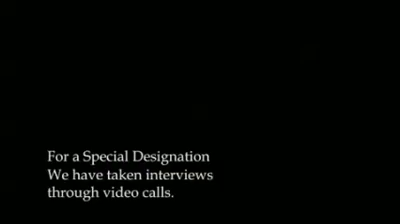 For a Special Designation
We have taken interviews
through video calls.